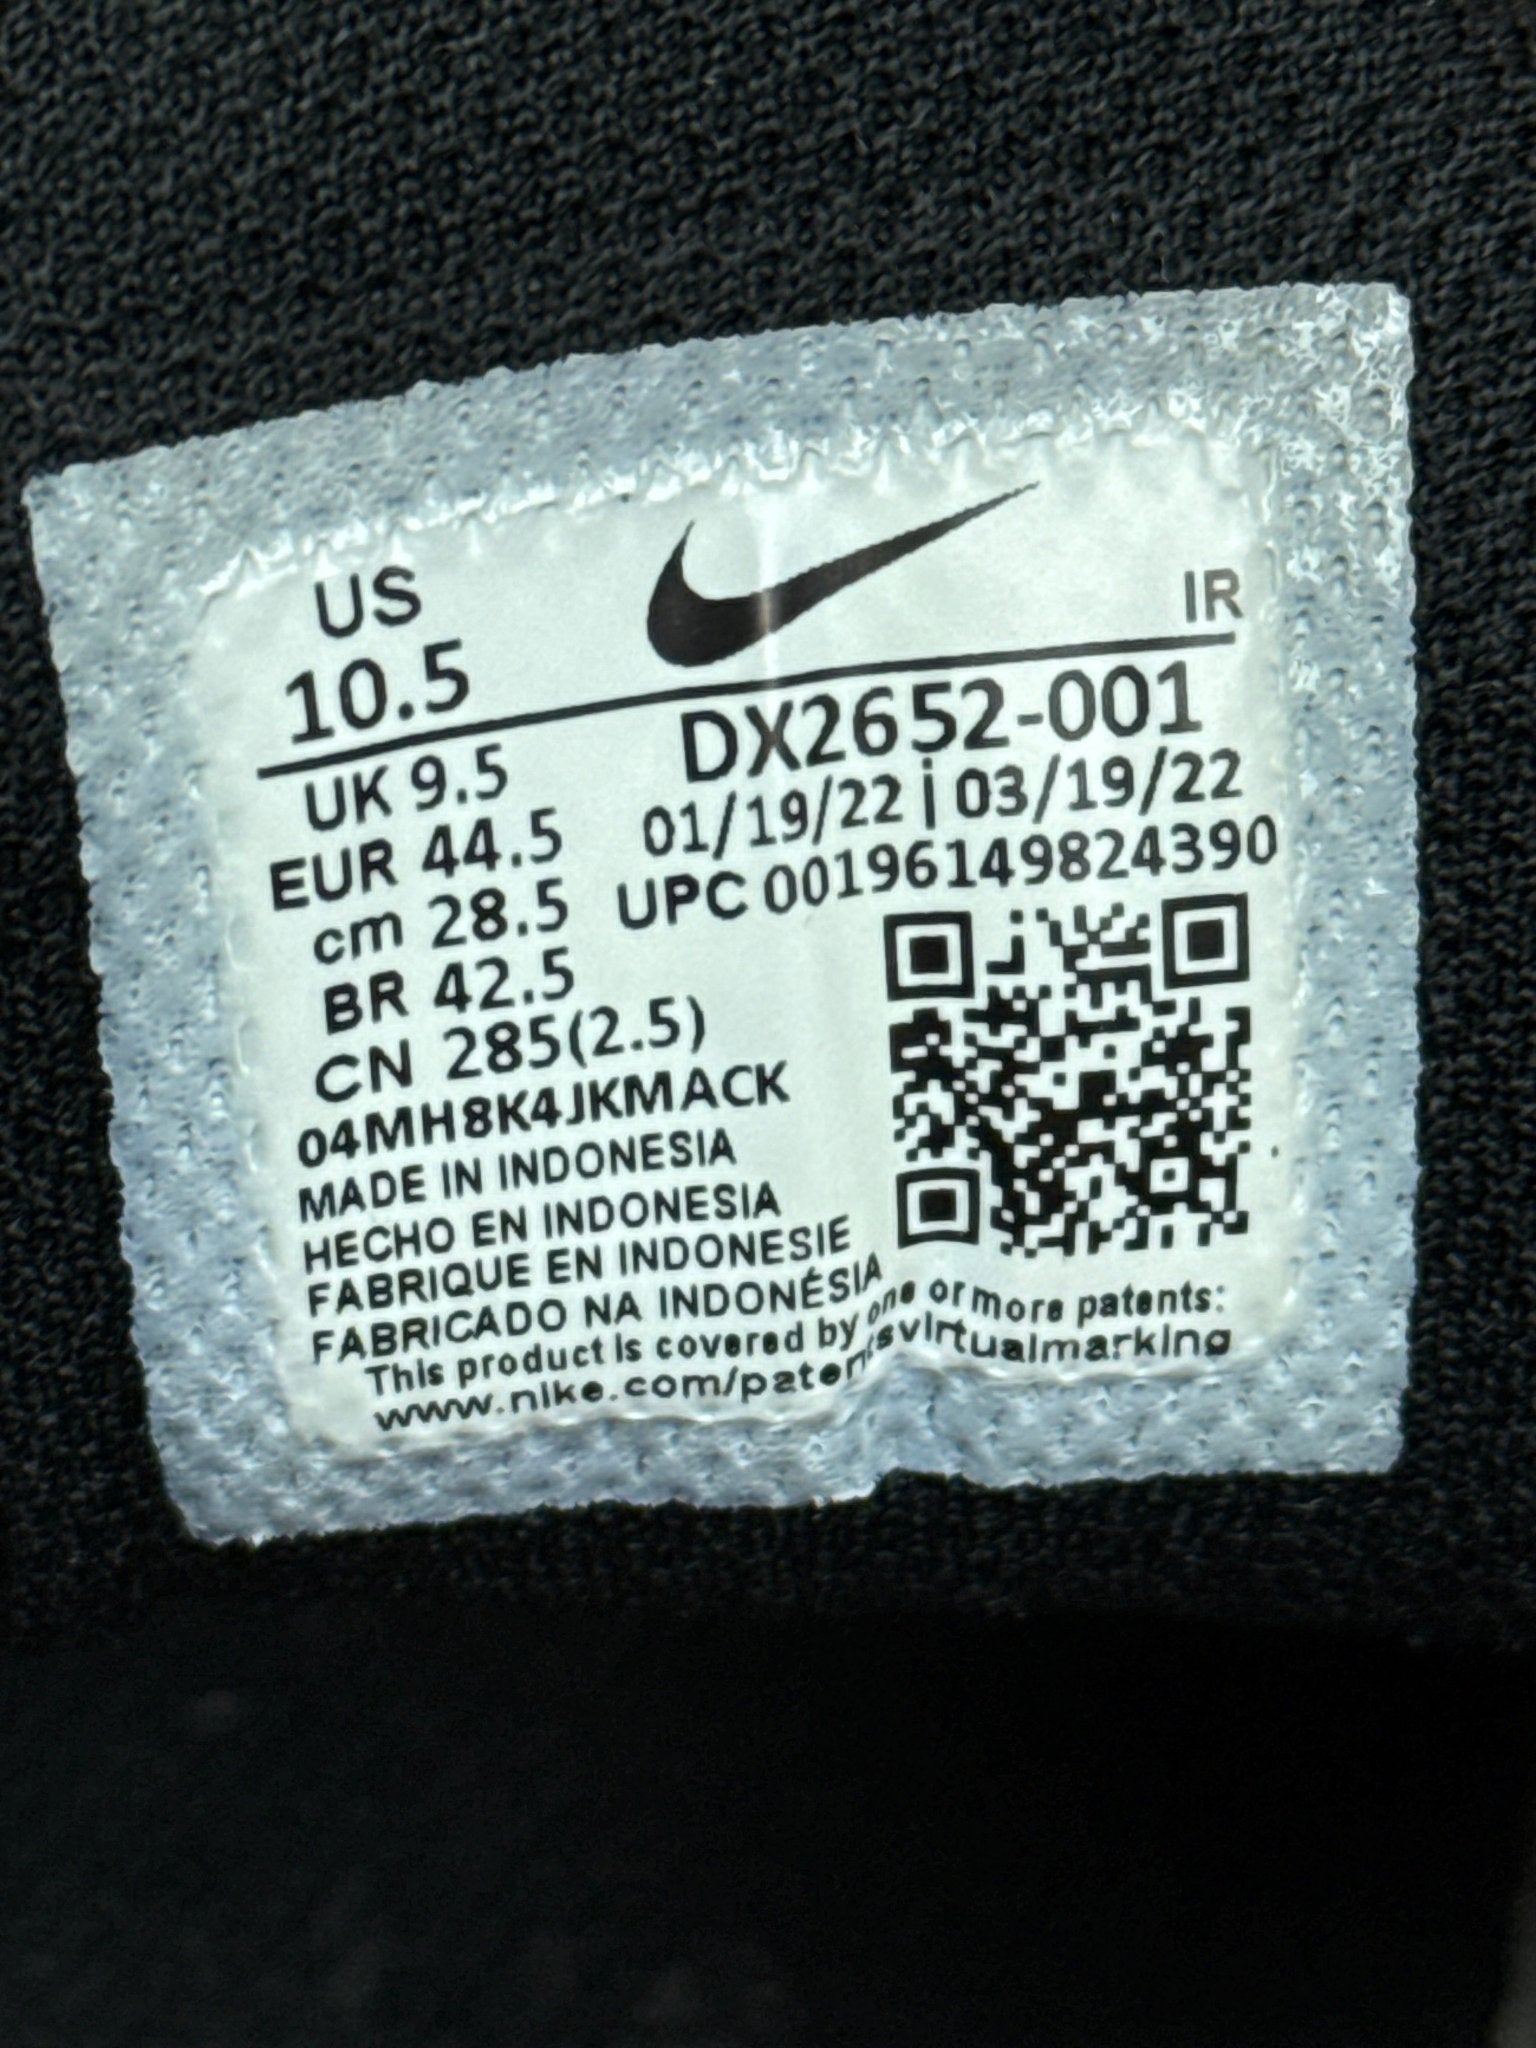 US
10.5
IR
UK 9.5
EUR 44.5
cm 28.5
BR 42.5
CN 285(2.5)
DX2652-001
01/19/22 | 03/19/22
UPC 00196149824390
04MH8K4JKMACK
MADE IN INDONESIA
HECHO EN INDONESIA
FABRIQUE EN INDONESIE
FABRICADO NA INDONÉSIA
This product is covered by one or more patents:
www.nike.com/patentsvirtualmarking